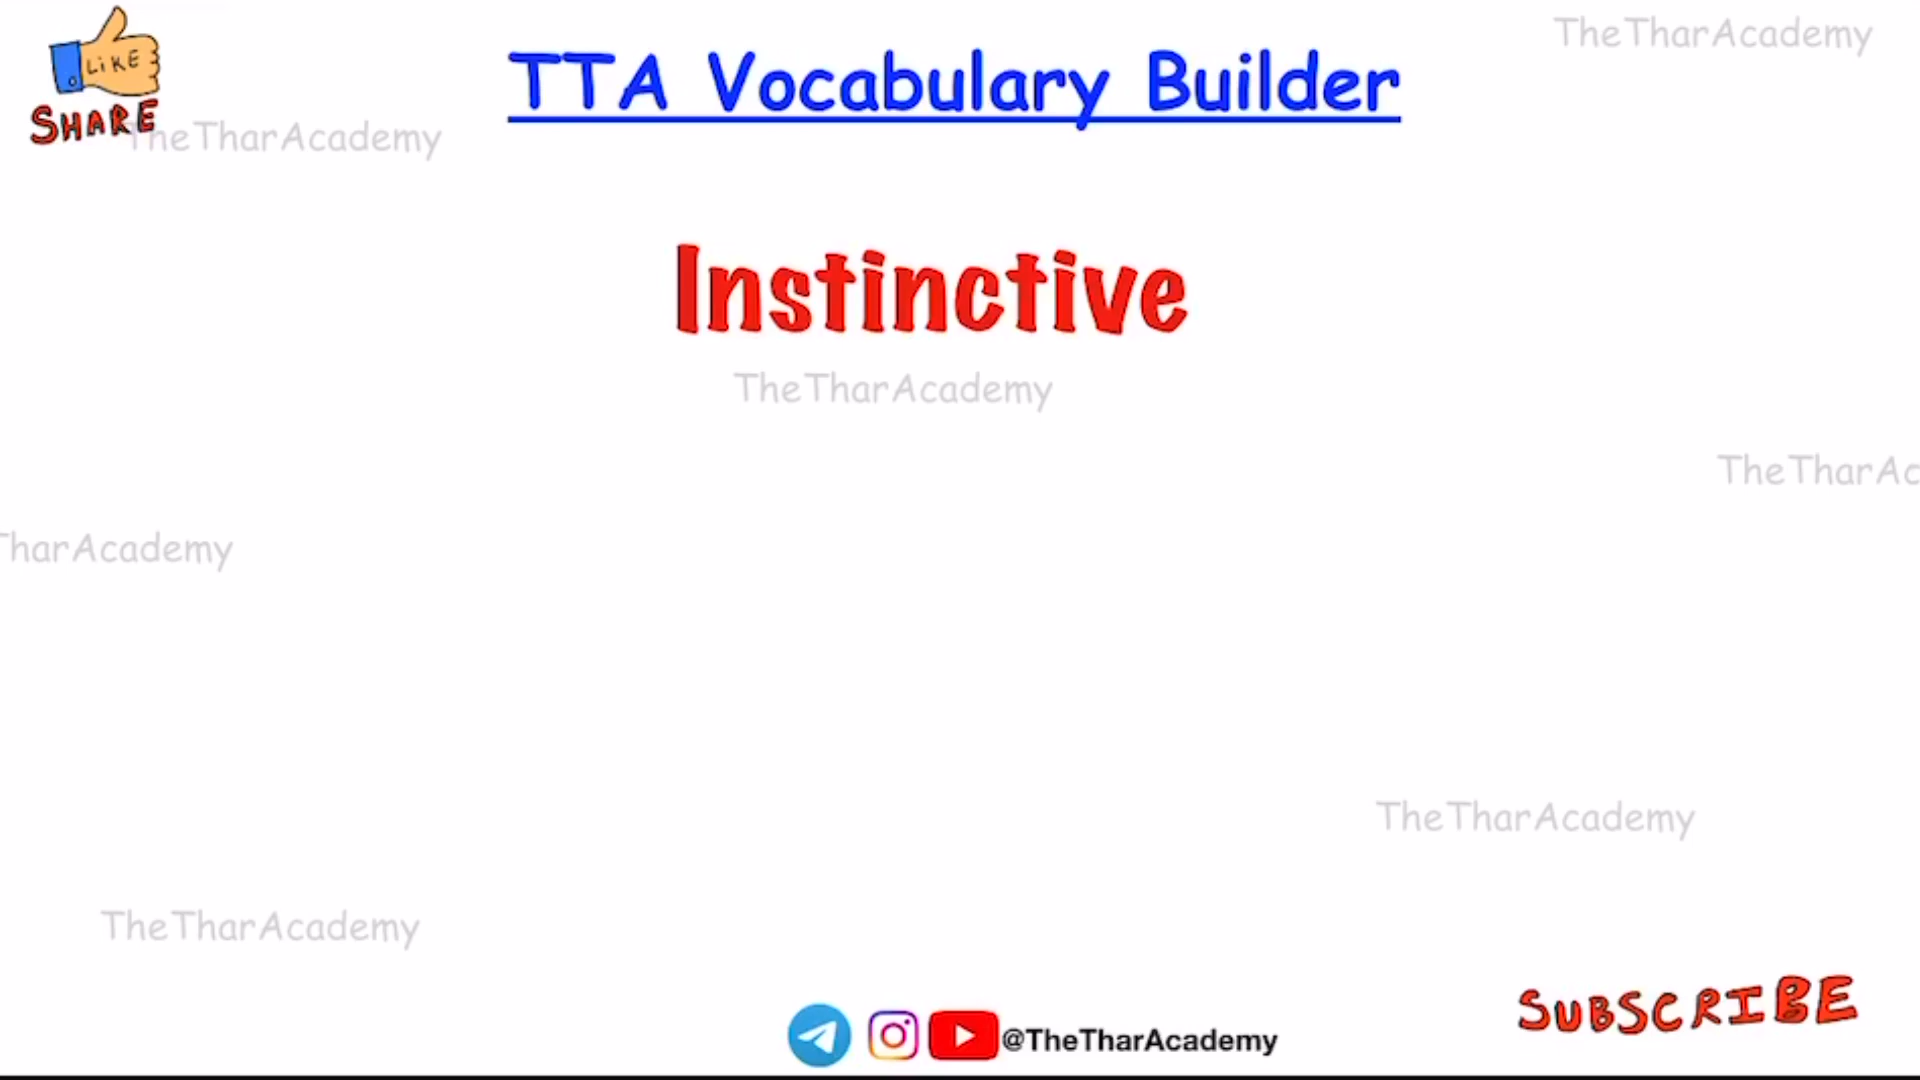 LiKE
SHARE
TTA Vocabulary Builder
TheTharAcademy
TheTharAcademy
Instinctive
TheTharAcademy
TheTharAc
TharAcademy
TheTharAcademy
TheTharAcademy
SUBSCRIBE
@TheTharAcademy